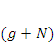 (g + N)